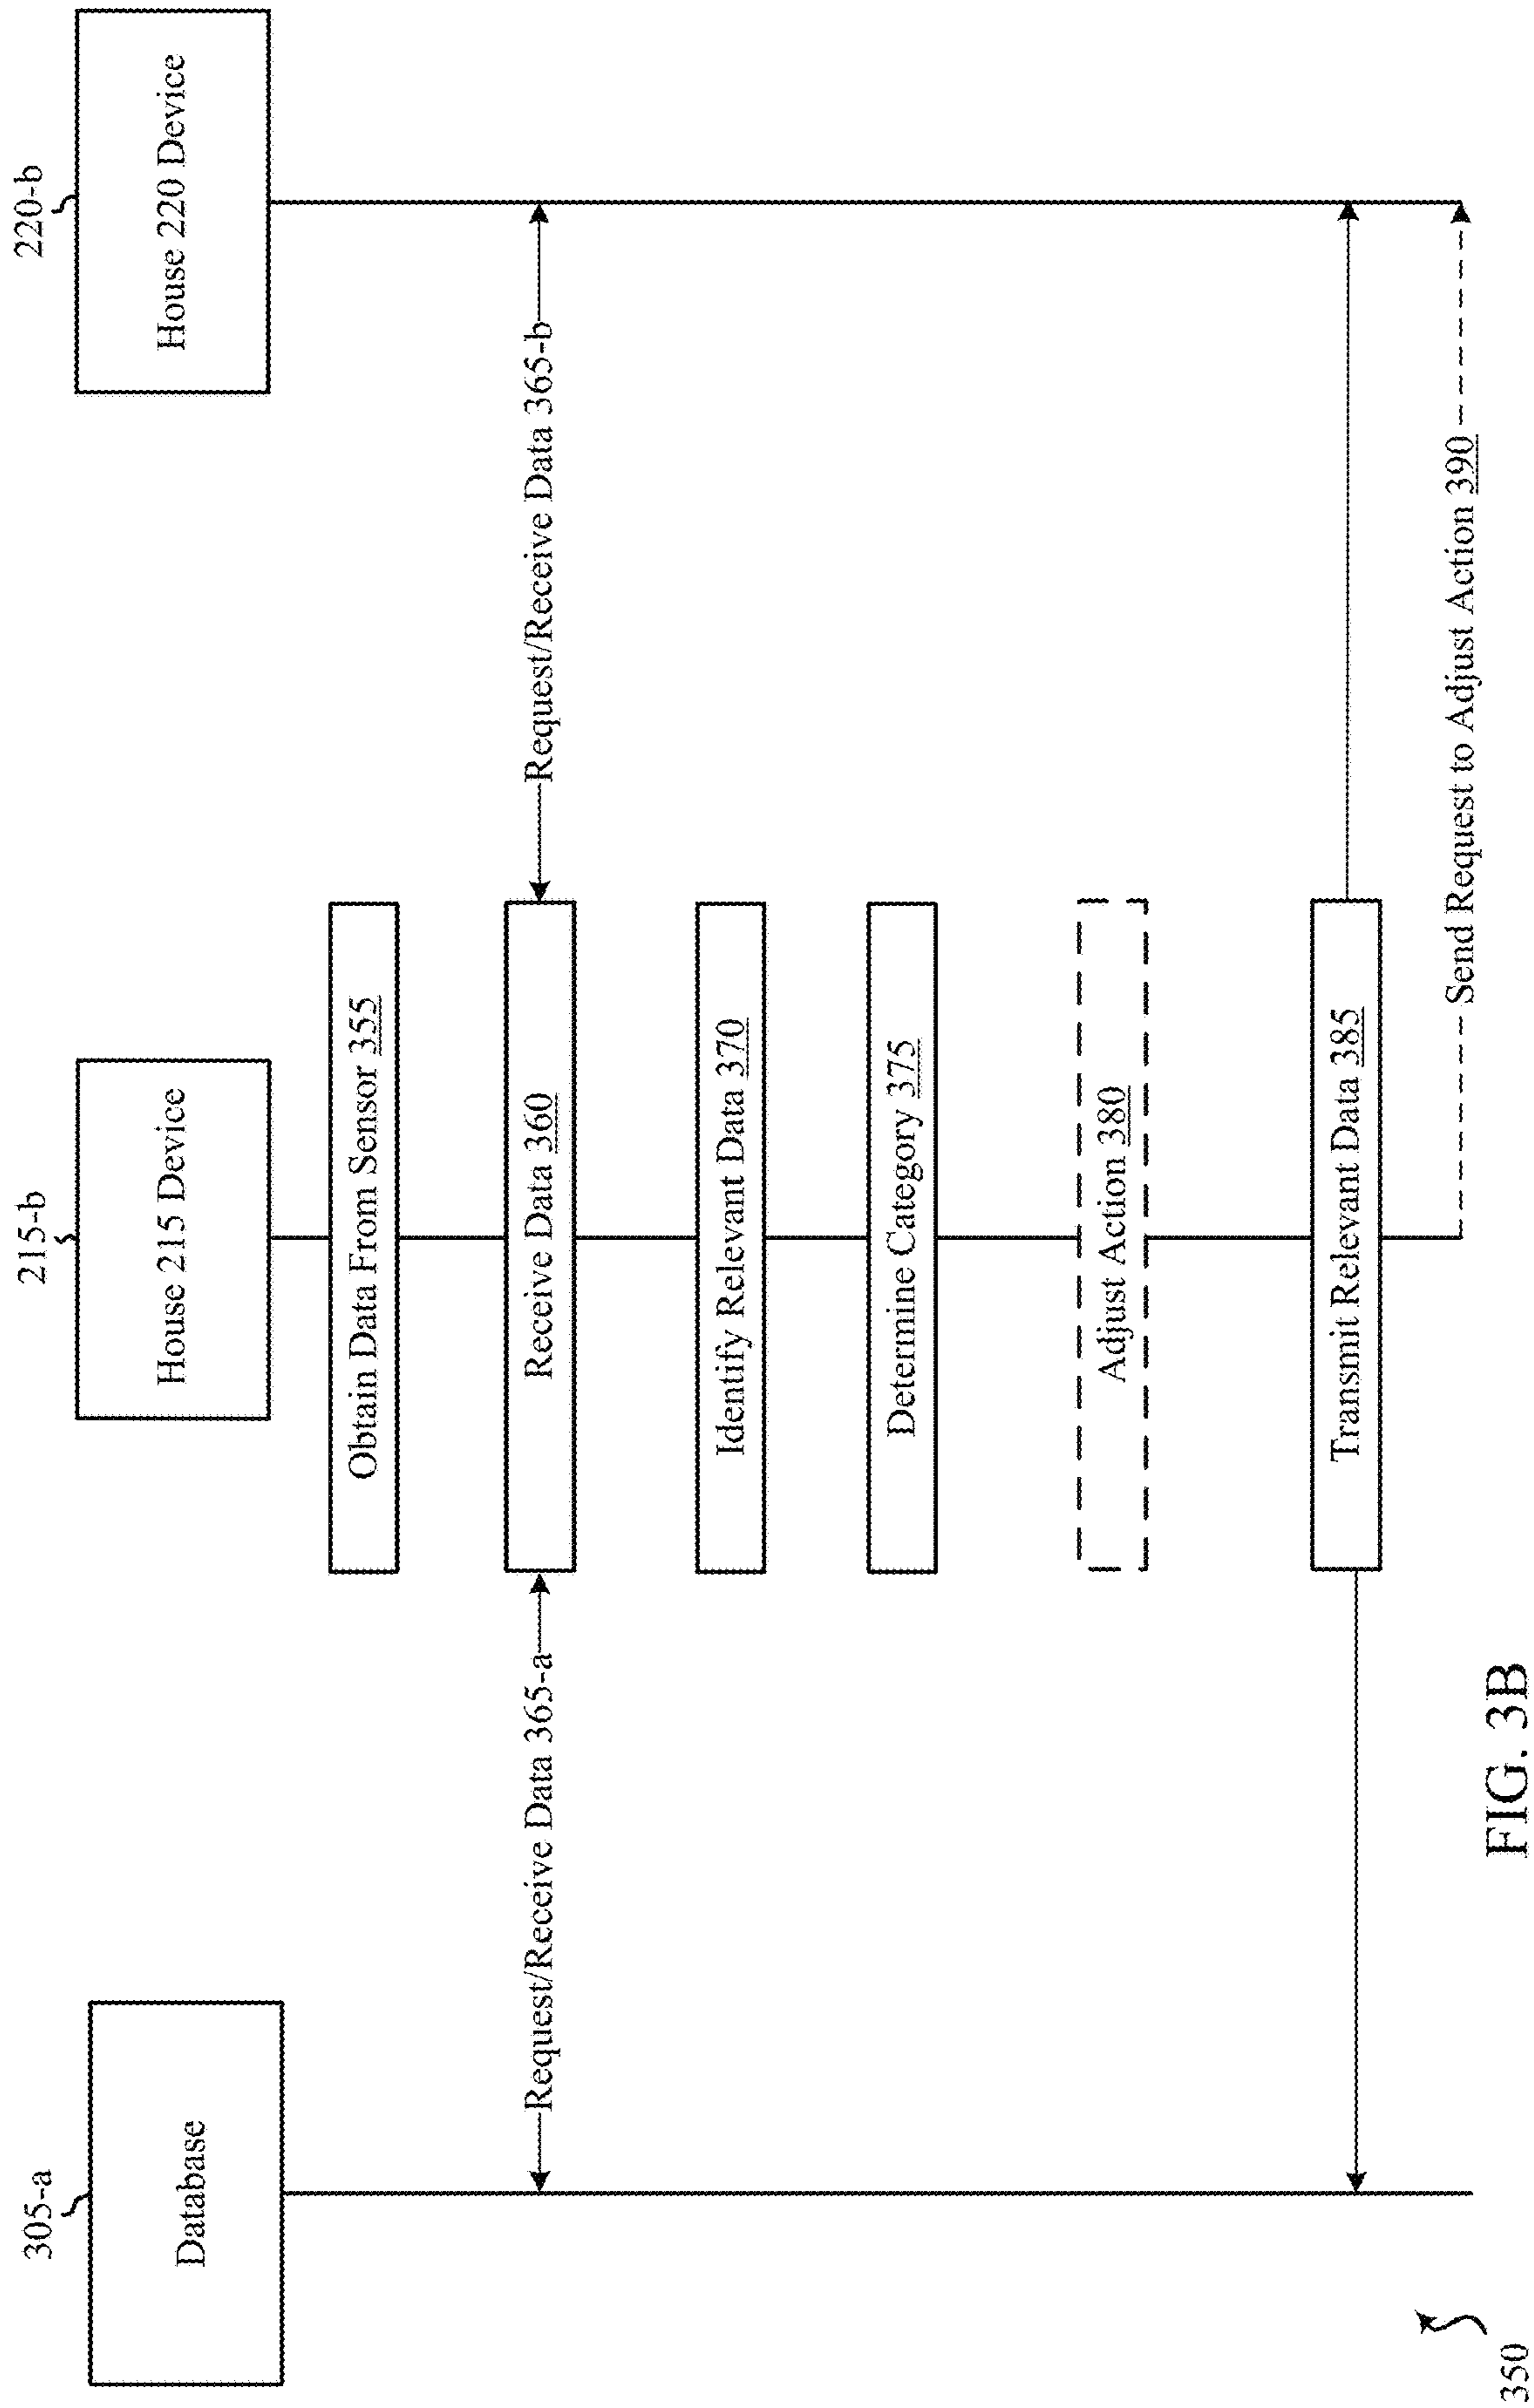 305-a
215-b
220-b
Database
House 215 Device
House 220 Device
Obtain Data From Sensor 355
Request/Receive Data 365-a
Receive Data 360
Request/Receive Data 365-b
Identify Relevant Data 370
Determine Category 375
Adjust Action 380
Transmit Relevant Data 385
Send Request to Adjust Action 390
350
FIG. 3B